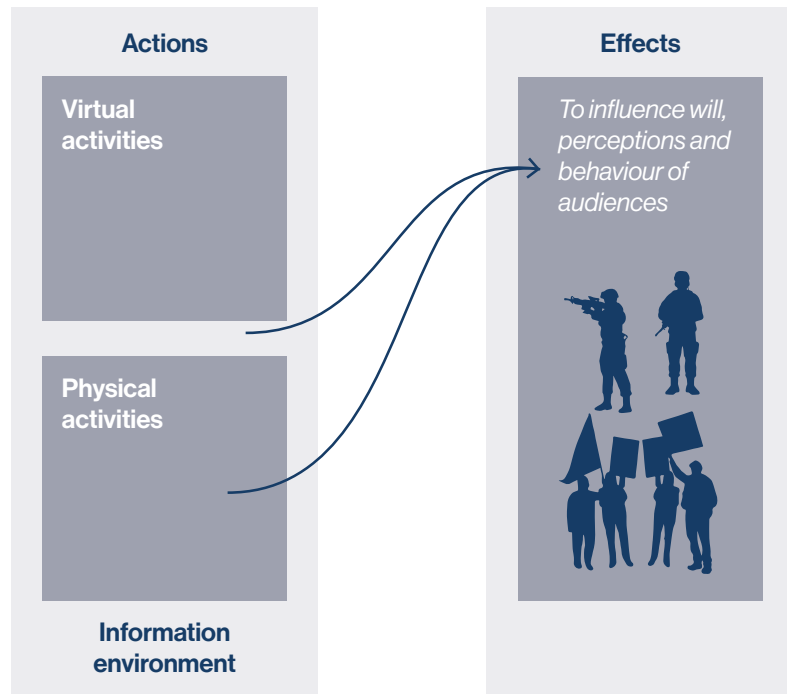 Actions
Virtual
activities
Physical
activities
Information
environment
Effects
To influence will,
perceptions and
behaviour of
audiences